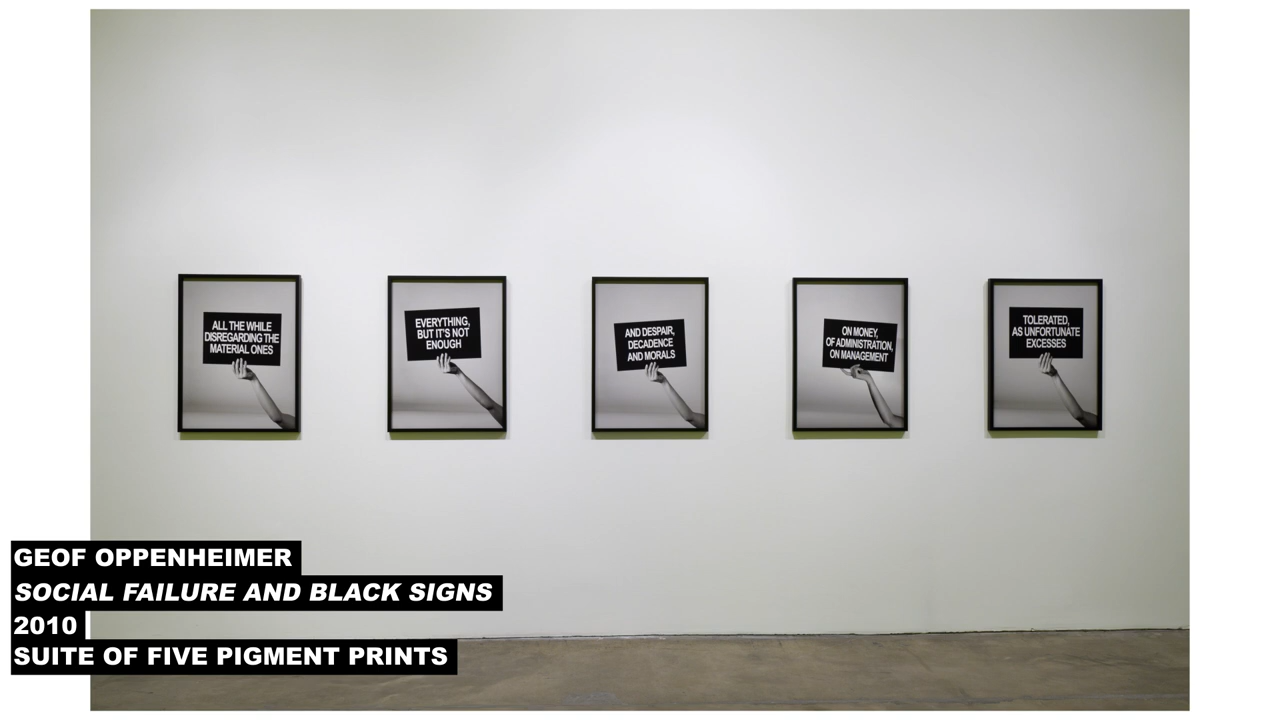 ALL THE WHILE
DISREGARDING THE
MATERIAL ONES
EVERYTHING,
BUT IT'S NOT
ENOUGH
AND DESPAIR,
DECADENCE
AND MORALS
ON MONEY,
OF ADMINISTRATION,
ON MANAGEMENT
TOLERATED,
AS UNFORTUNATE
EXCESSES
GEOF OPPENHEIMER
SOCIAL FAILURE AND BLACK SIGNS
2010
SUITE OF FIVE PIGMENT PRINTS